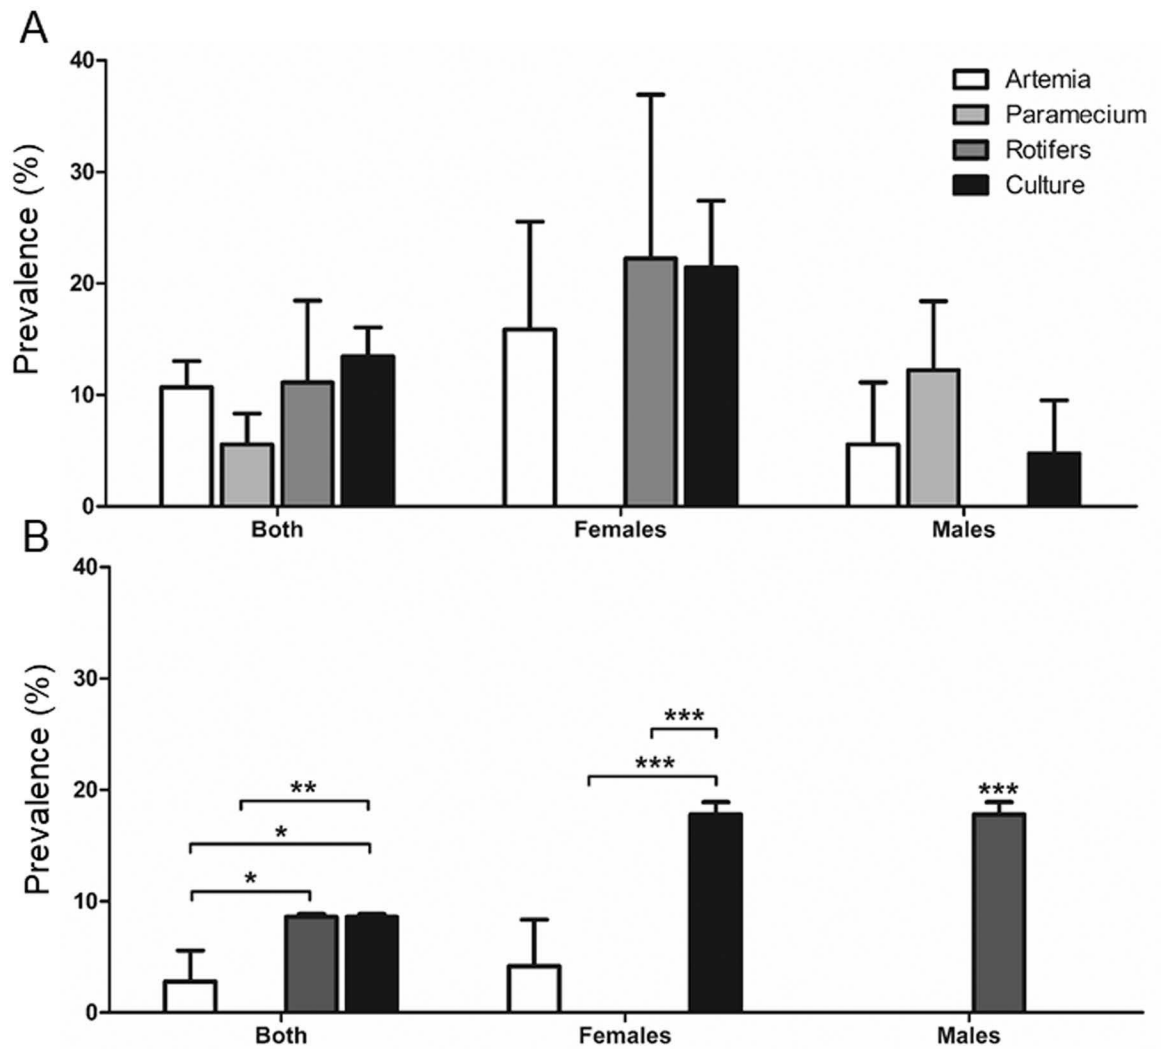 A
40
30
20
10
0
Prevalence (%)
Artemia
Paramecium
Rotifers
Culture
Both Females Males
B
40
30
20
10
0
Prevalence (%)
***
***
***
**
*
*
Both Females Males